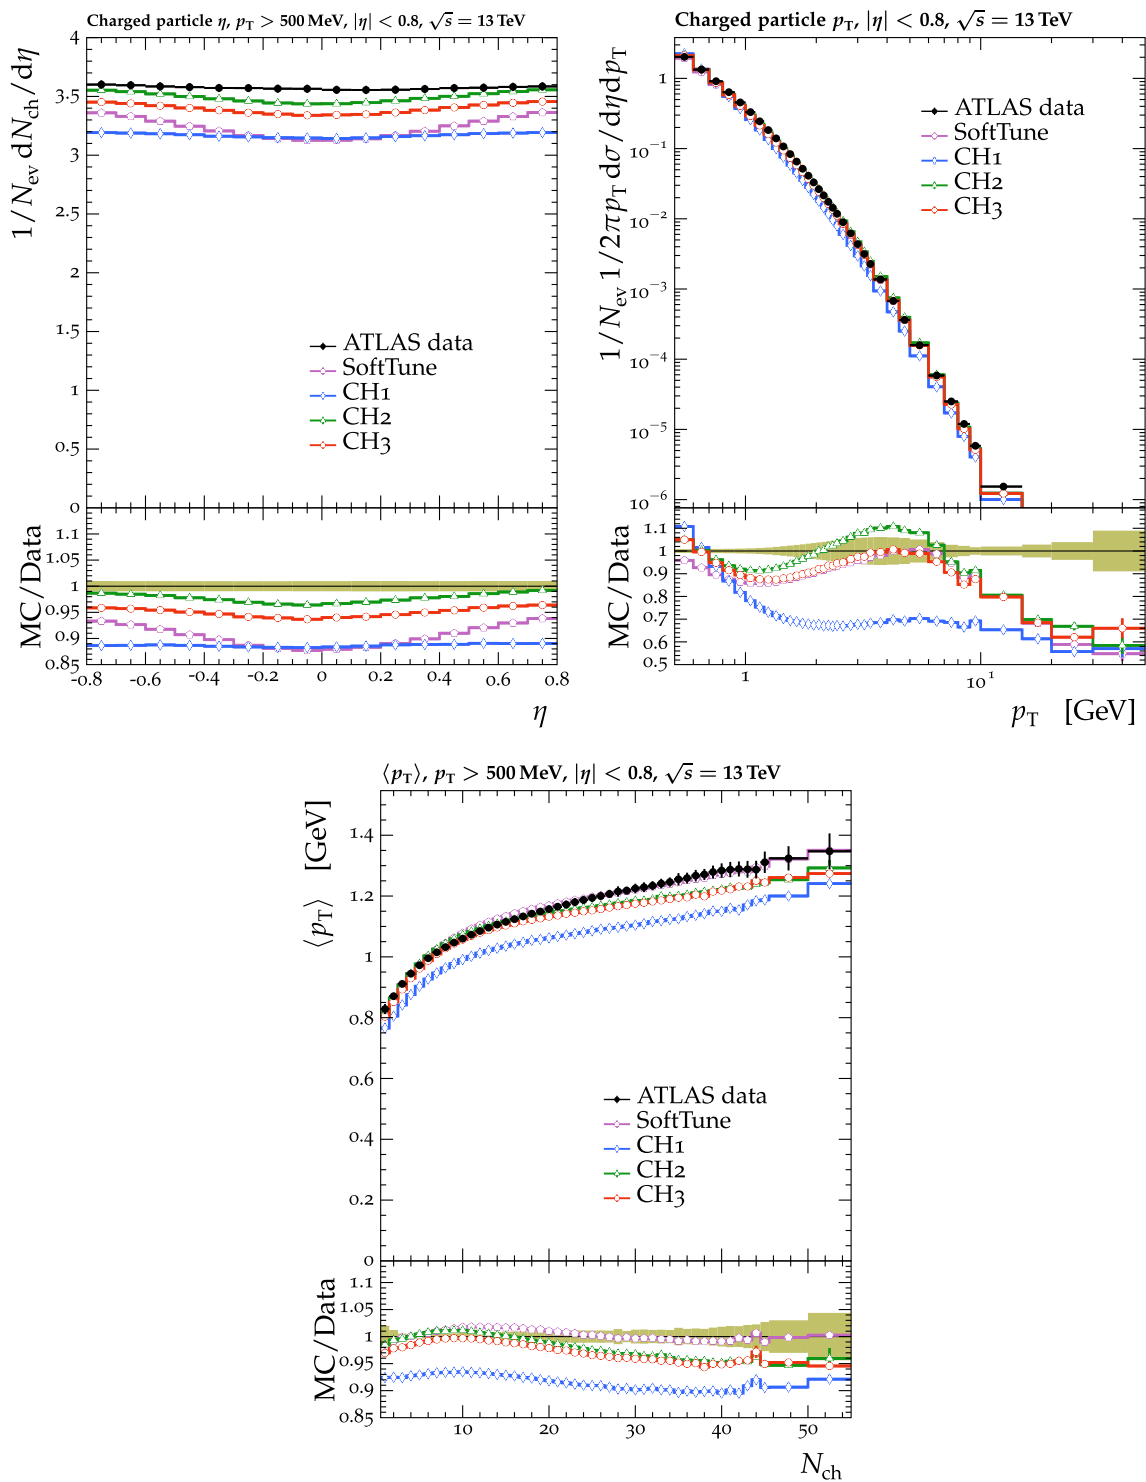 Charged particle η, pT > 500 MeV, |η| < 0.8, √s = 13 TeV
1/Nev dNch/dη
4
3.5
3
2.5
2
1.5
1
0.5
0
ATLAS data
SoftTune
CH1
CH2
CH3
MC/Data
1.1
1.05
1
0.95
0.9
0.85
-0.8 -0.6 -0.4 -0.2 0 0.2 0.4 0.6 0.8
η
Charged particle pT, |η| < 0.8, √s = 13 TeV
1/Nev 1/2πpT dσ/dηdpT
1
10⁻¹
10⁻²
10⁻³
10⁻⁴
10⁻⁵
10⁻⁶
ATLAS data
SoftTune
CH1
CH2
CH3
MC/Data
1.1
1
0.9
0.8
0.7
0.6
0.5
1 10¹
pT [GeV]
⟨pT⟩, pT > 500 MeV, |η| < 0.8, √s = 13 TeV
⟨pT⟩ [GeV]
1.4
1.2
1
0.8
0.6
0.4
0.2
0
ATLAS data
SoftTune
CH1
CH2
CH3
MC/Data
1.1
1.05
1
0.95
0.9
0.85
10 20 30 40 50
Nch